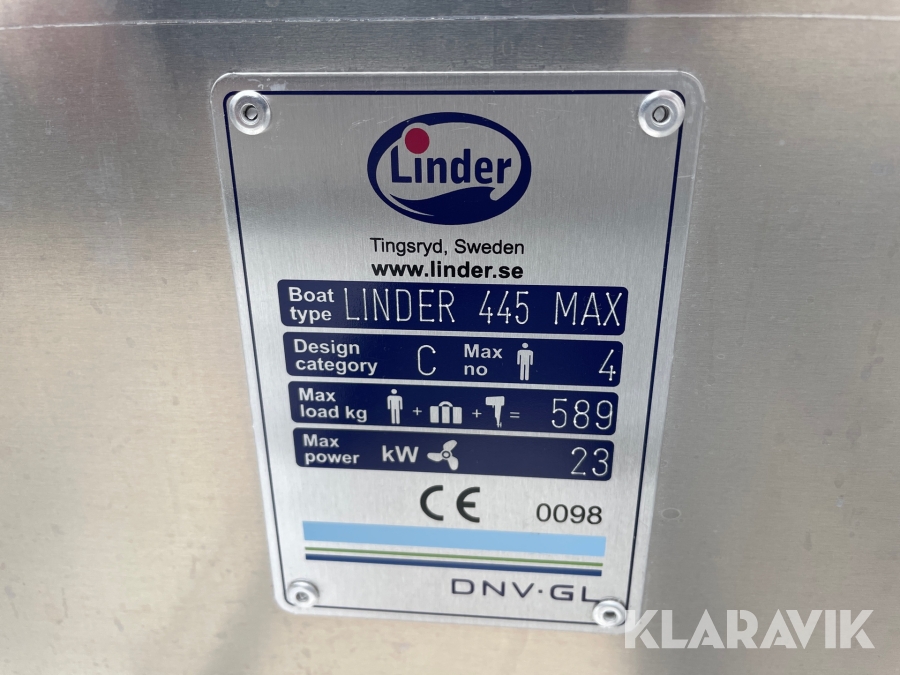 Linder
Tingsryd, Sweden
www.linder.se
Boat type LINDER 445 MAX
Design category C Max no 4
Max load kg + + = 589
Max power kW 23
CE 0098
DNV·GL
KLARAVIK